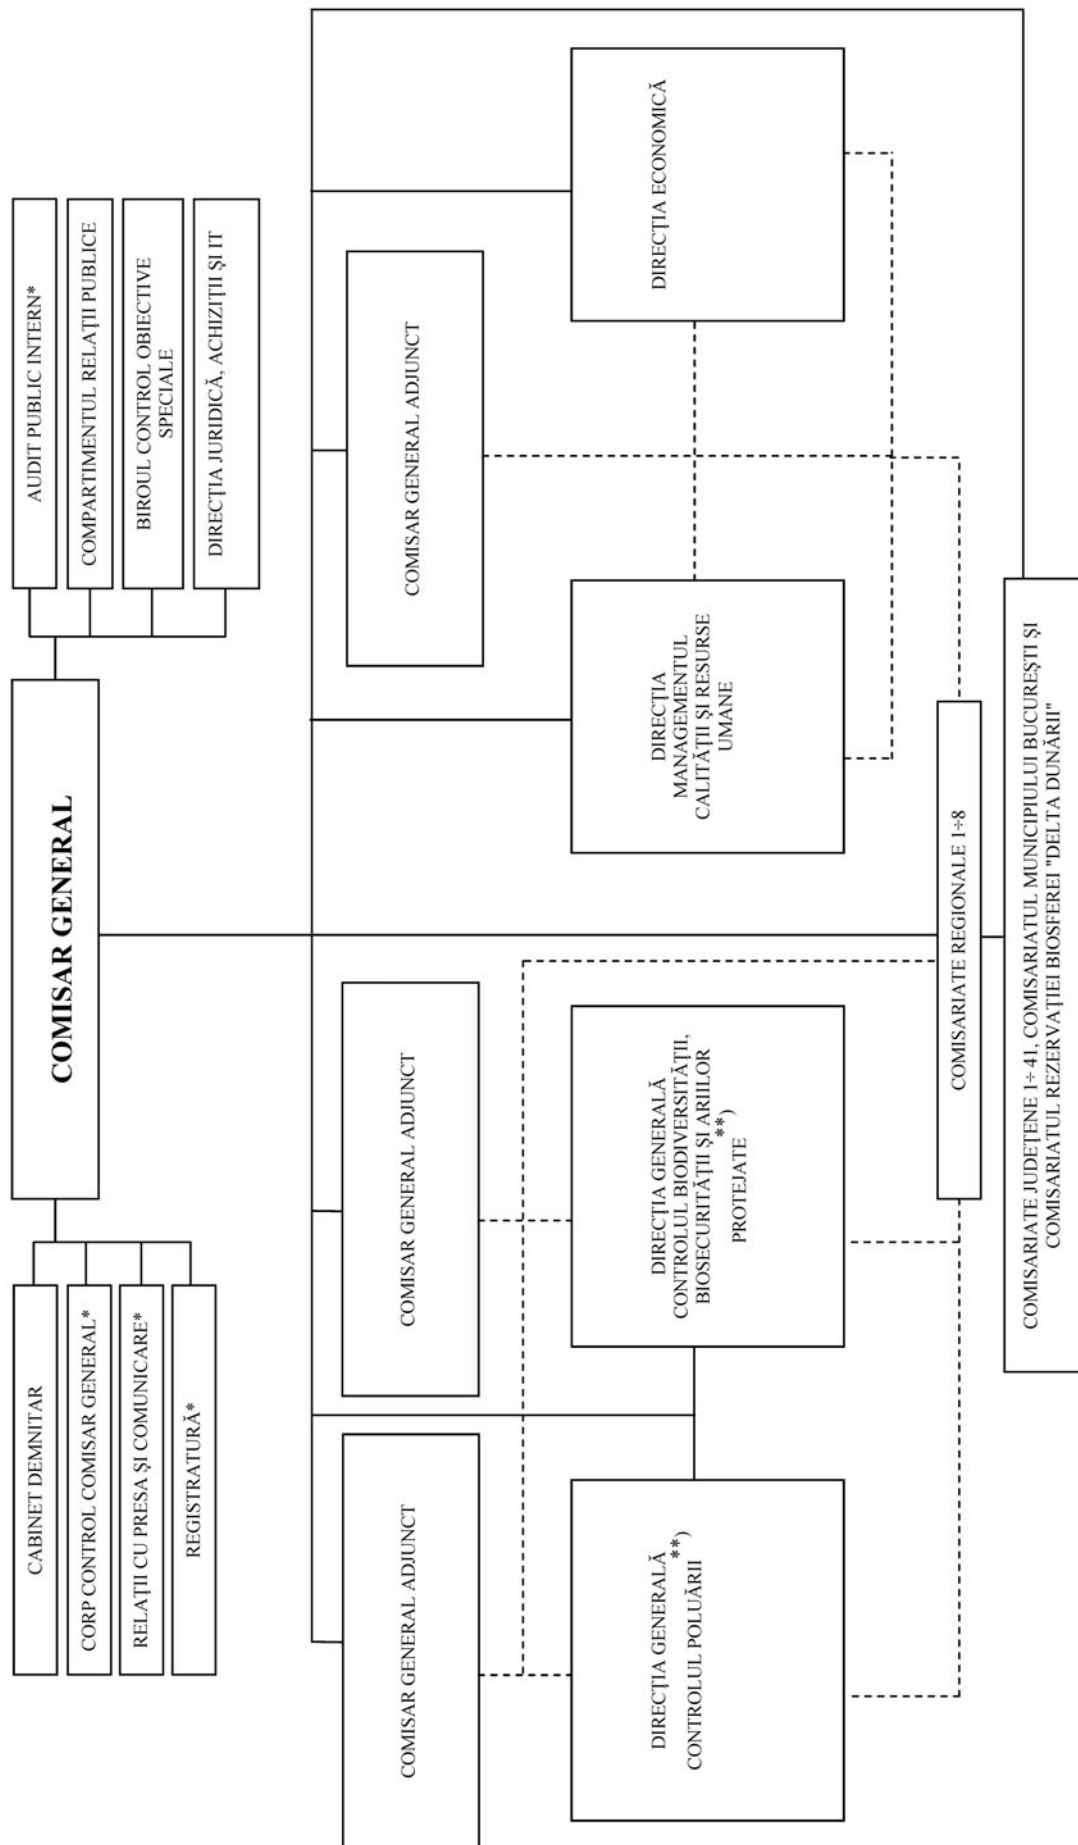 COMISAR GENERAL
CABINET DEMNITAR
CORP CONTROL COMISAR GENERAL*
RELAȚII CU PRESA ȘI COMUNICARE*
REGISTRATURĂ*
AUDIT PUBLIC INTERN*
COMPARTIMENTUL RELAȚII PUBLICE
BIROUL CONTROL OBIECTIVE
SPECIALE
DIRECȚIA JURIDICĂ, ACHIZIȚII ȘI IT
COMISAR GENERAL ADJUNCT
COMISAR GENERAL ADJUNCT
COMISAR GENERAL ADJUNCT
DIRECȚIA GENERALĂ
CONTROLUL POLUĂRII **)
DIRECȚIA GENERALĂ
CONTROLUL BIODIVERSITĂȚII,
BIOSECURITĂȚII ȘI ARIILOR
PROTEJATE **)
DIRECȚIA
MANAGEMENTUL
CALITĂȚII ȘI RESURSE
UMANE
DIRECȚIA ECONOMICĂ
COMISARIATE REGIONALE 1÷8
COMISARIATE JUDEȚENE 1÷ 41, COMISARIATUL MUNICIPIULUI BUCUREȘTI ȘI
COMISARIATUL REZERVAȚIEI BIOSFEREI "DELTA DUNĂRII"